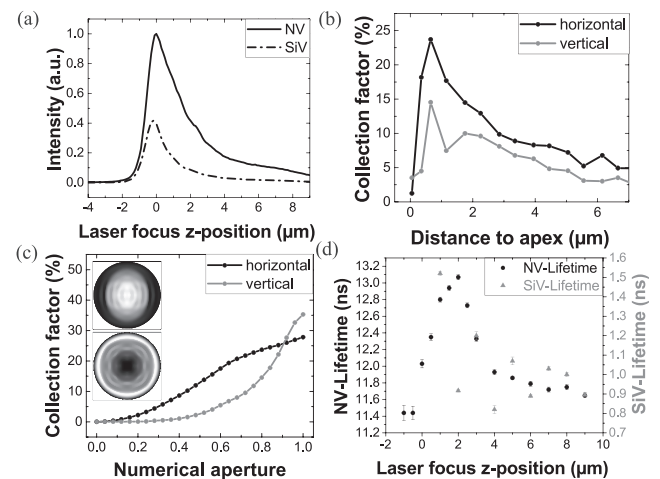 (a)
NV
SiV
Intensity (a.u.)
1.0
0.8
0.6
0.4
0.2
0.0
-4 -2 0 2 4 6 8
Laser focus z-position (µm)
(b)
horizontal
vertical
Collection factor (%)
25
20
15
10
5
0
0 2 4 6
Distance to apex (µm)
(c)
horizontal
vertical
Collection factor (%)
50
40
30
20
10
0
0.0 0.2 0.4 0.6 0.8 1.0
Numerical aperture
(d)
NV-Lifetime
SiV-Lifetime
NV-Lifetime (ns)
13.2
13.0
12.8
12.6
12.4
12.2
12.0
11.8
11.6
11.4
11.2
SiV-Lifetime (ns)
1.6
1.5
1.4
1.3
1.2
1.1
1.0
0.9
0.8
0.7
-2 0 2 4 6 8 10
Laser focus z-position (µm)